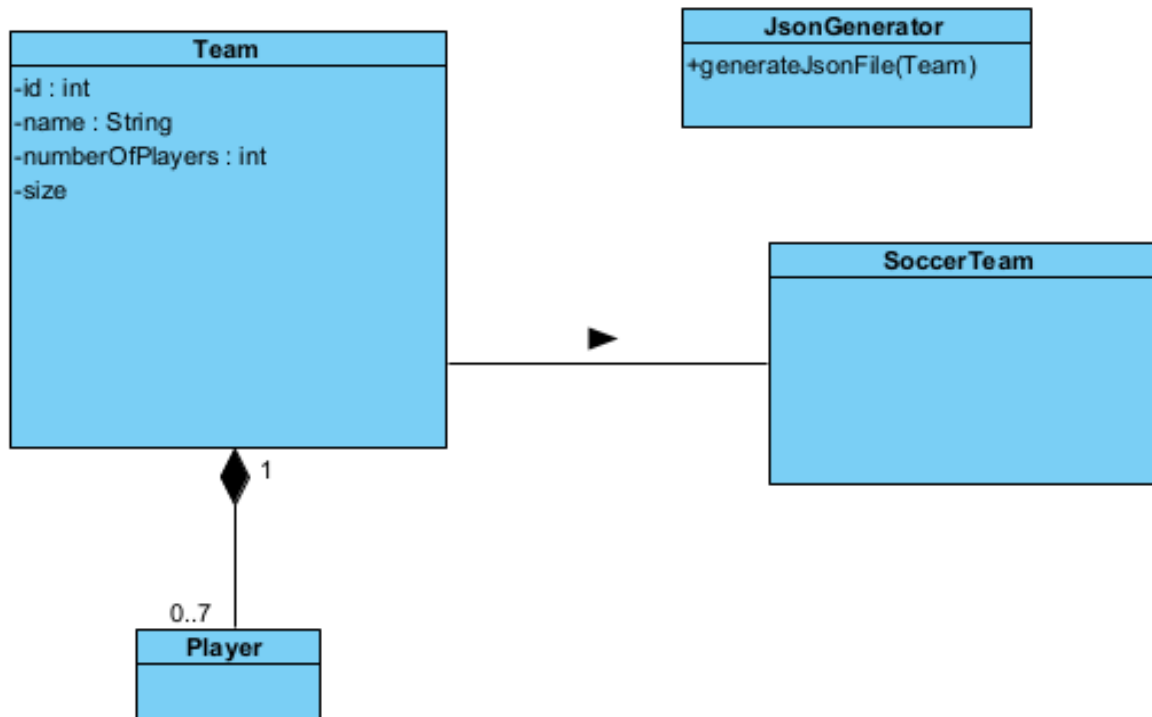 Team
-id : int
-name : String
-numberOfPlayers : int
-size
JsonGenerator
+generateJsonFile(Team)
SoccerTeam
1
0..7
Player